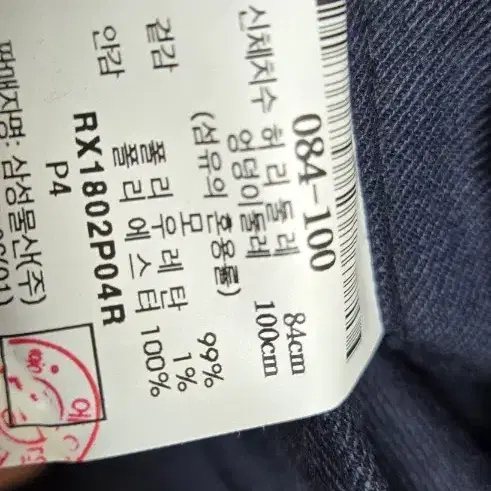 084-100
신체치수 허리둘레 84cm
엉덩이둘레 100cm
(섬유의 혼용률)
겉감 모 99%
폴리우레탄 1%
안감 폴리에스터 100%
RX1802P04R
P4
판매자명: 삼성물산(주)